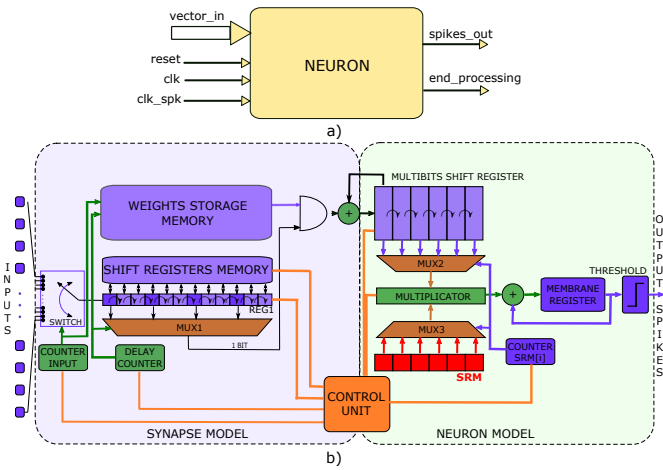 vector_in
reset
clk
clk_spk
NEURON
spikes_out
end_processing
a)
INPUTS
SWITCH
COUNTER
INPUT
WEIGHTS STORAGE
MEMORY
SHIFT REGISTERS MEMORY
REG1
MUX1
1 BIT
DELAY
COUNTER
SYNAPSE MODEL
CONTROL
UNIT
+
MULTIBITS SHIFT REGISTER
MUX2
MULTIPLICATOR
MUX3
SRM
+
MEMBRANE
REGISTER
THRESHOLD
COUNTER
SRM[i]
NEURON MODEL
OUTPUT SPIKES
b)